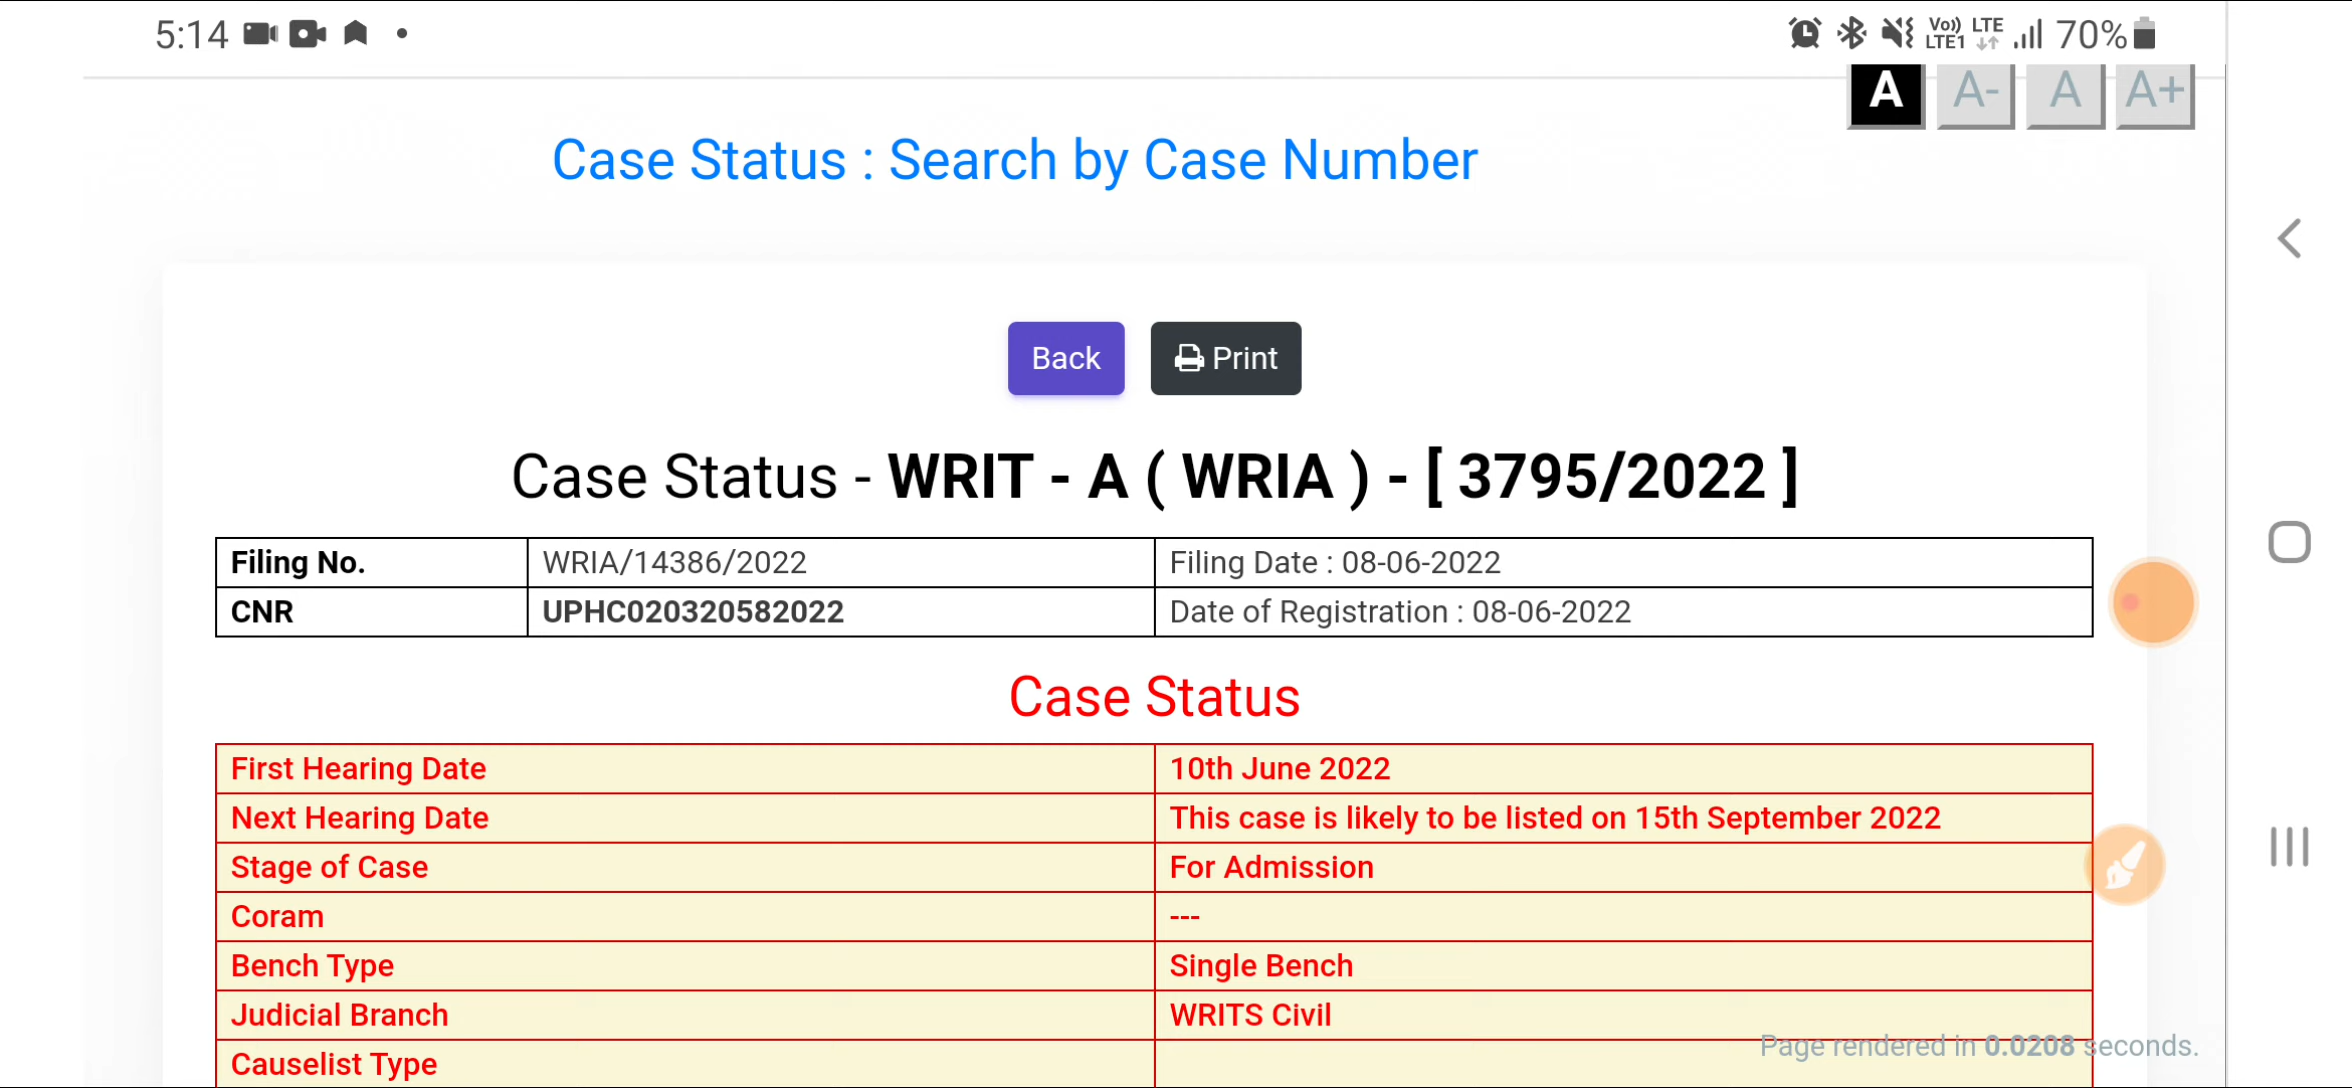 5:14 Vo)) LTE1 LTE 70%
A A- A A+
Case Status : Search by Case Number
Back Print
Case Status - WRIT - A ( WRIA ) - [ 3795/2022 ]
Filing No. WRIA/14386/2022 Filing Date : 08-06-2022
CNR UPHC020320582022 Date of Registration : 08-06-2022
Case Status
First Hearing Date 10th June 2022
Next Hearing Date This case is likely to be listed on 15th September 2022
Stage of Case For Admission
Coram ---
Bench Type Single Bench
Judicial Branch WRITS Civil
Page rendered in 0.0208 seconds.
Causelist Type